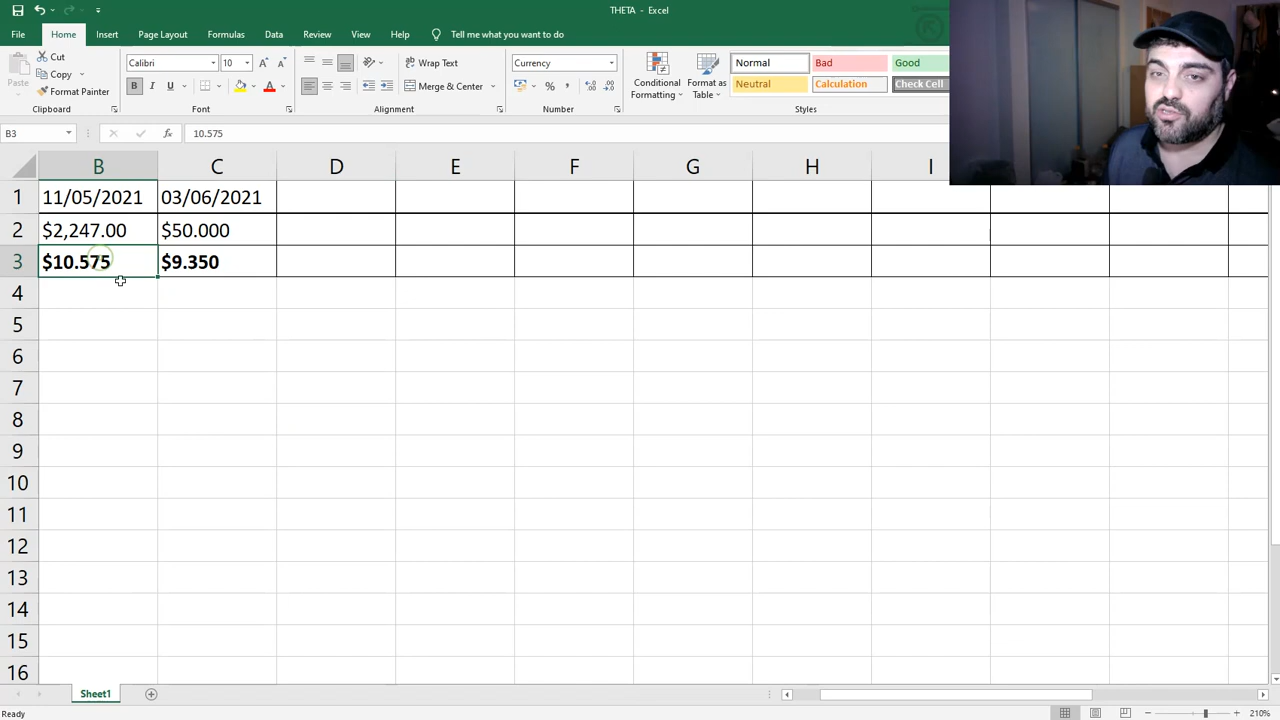 THETA - Excel
File Home Insert Page Layout Formulas Data Review View Help Tell me what you want to do
Paste Cut Calibri 10 A A Wrap Text Currency Conditional Format as Normal Bad Good
Copy Formatting Table Neutral Calculation Check Cell
Format Painter B I U A Merge & Center $ % ,
Clipboard Font Alignment Number Styles
B3 fx 10.575
B C D E F G H I
1 11/05/2021 03/06/2021
2 $2,247.00 $50.000
3 $10.575 $9.350
4
5
6
7
8
9
10
11
12
13
14
15
16
Sheet1
Ready 210%